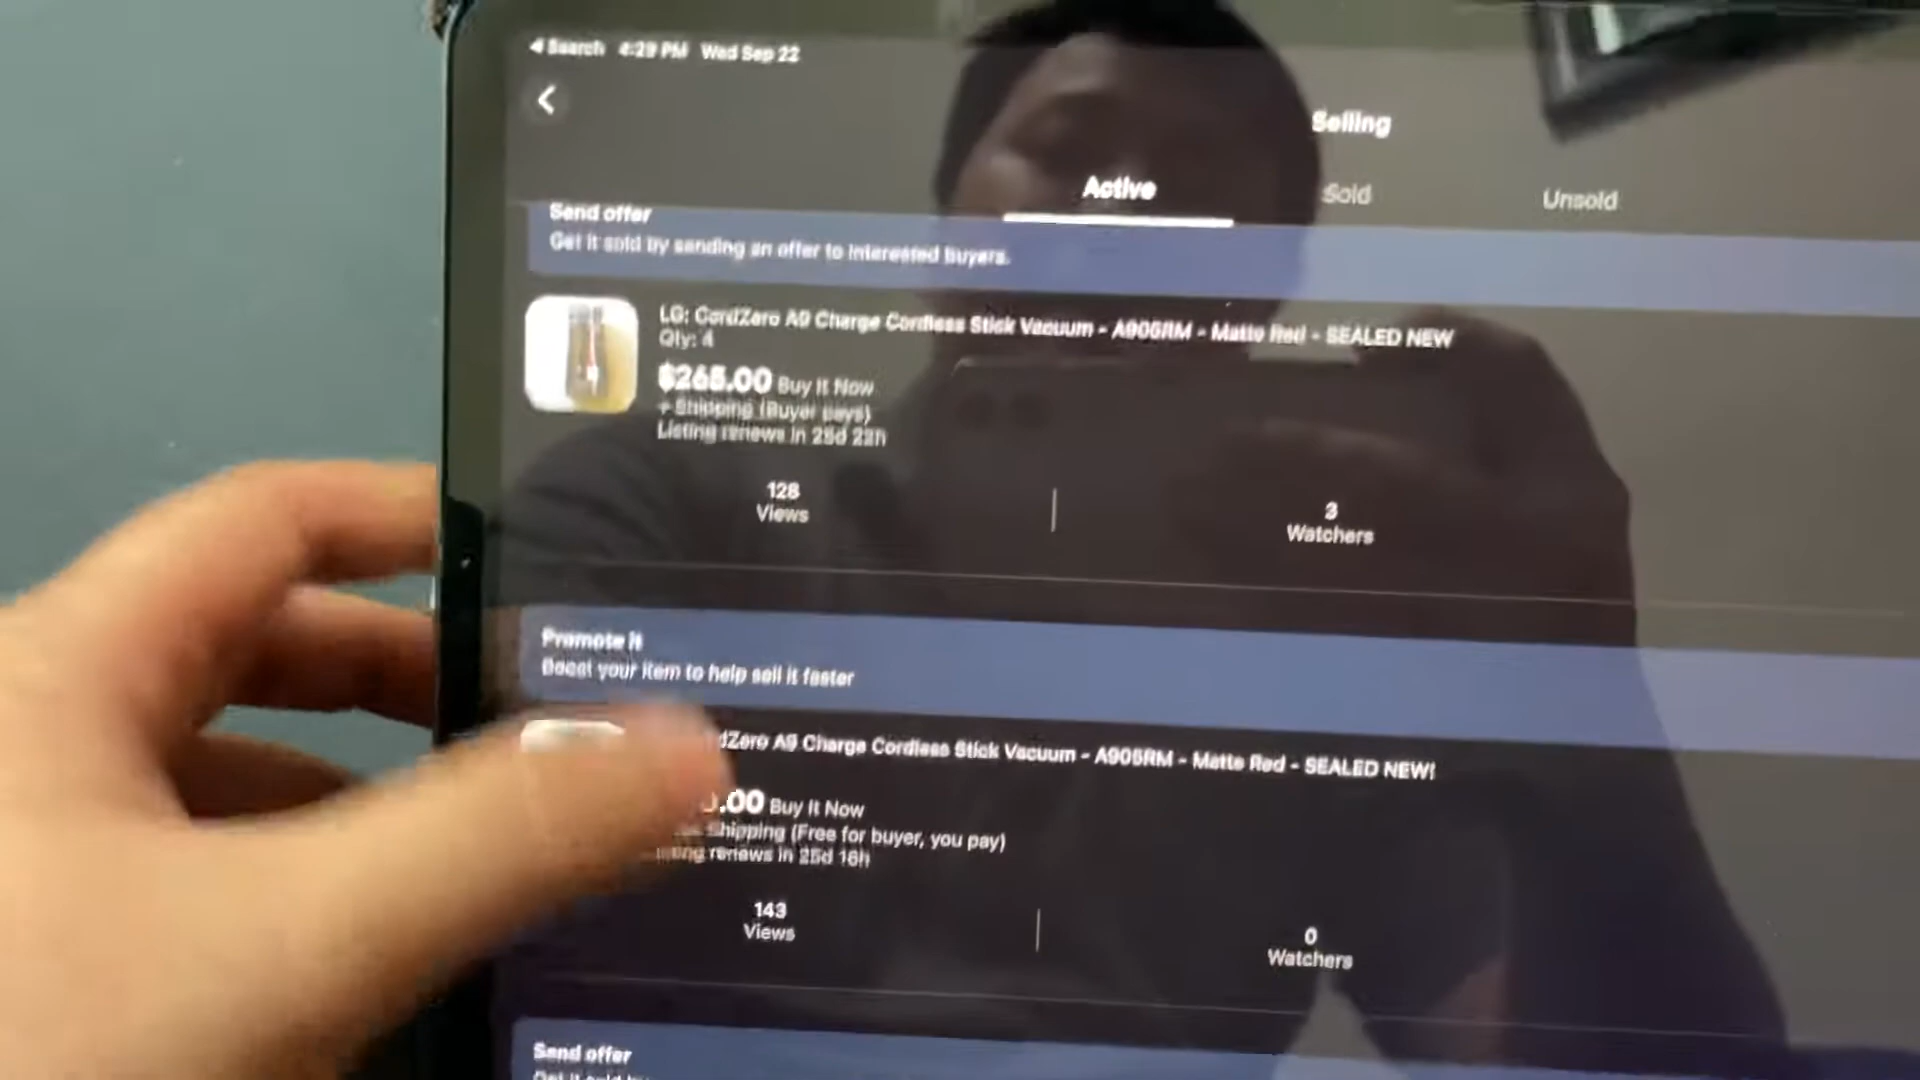 Search 4:29 PM Wed Sep 22
Selling
Active Sold Unsold
Send offer
Get it sold by sending an offer to interested buyers.
LG: CordZero A9 Charge Cordless Stick Vacuum - A906RM - Matte Red - SEALED NEW
Qty: 4
$265.00 Buy It Now
+ Shipping (Buyer pays)
Listing renews in 25d 22h
128 3
Views Watchers
Promote it
Boost your item to help sell it faster
dZero A9 Charge Cordless Stick Vacuum - A905RM - Matte Red - SEALED NEW!
.00 Buy It Now
Shipping (Free for buyer, you pay)
renews in 25d 16h
143 0
Views Watchers
Send offer
Get it sold